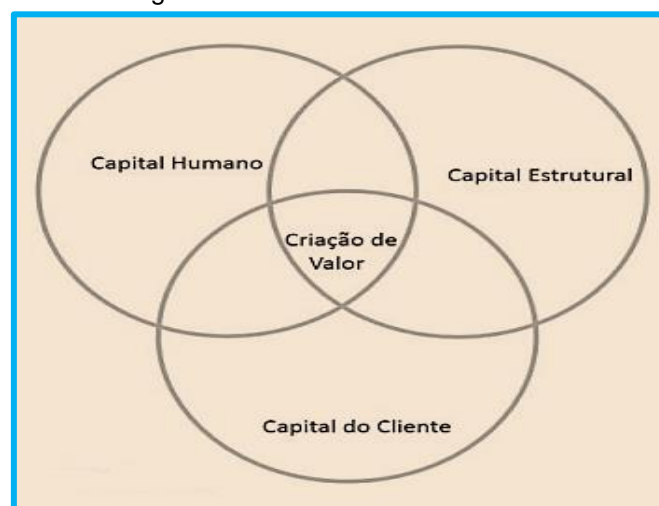 Capital Humano
Capital Estrutural
Criação de
Valor
Capital do Cliente